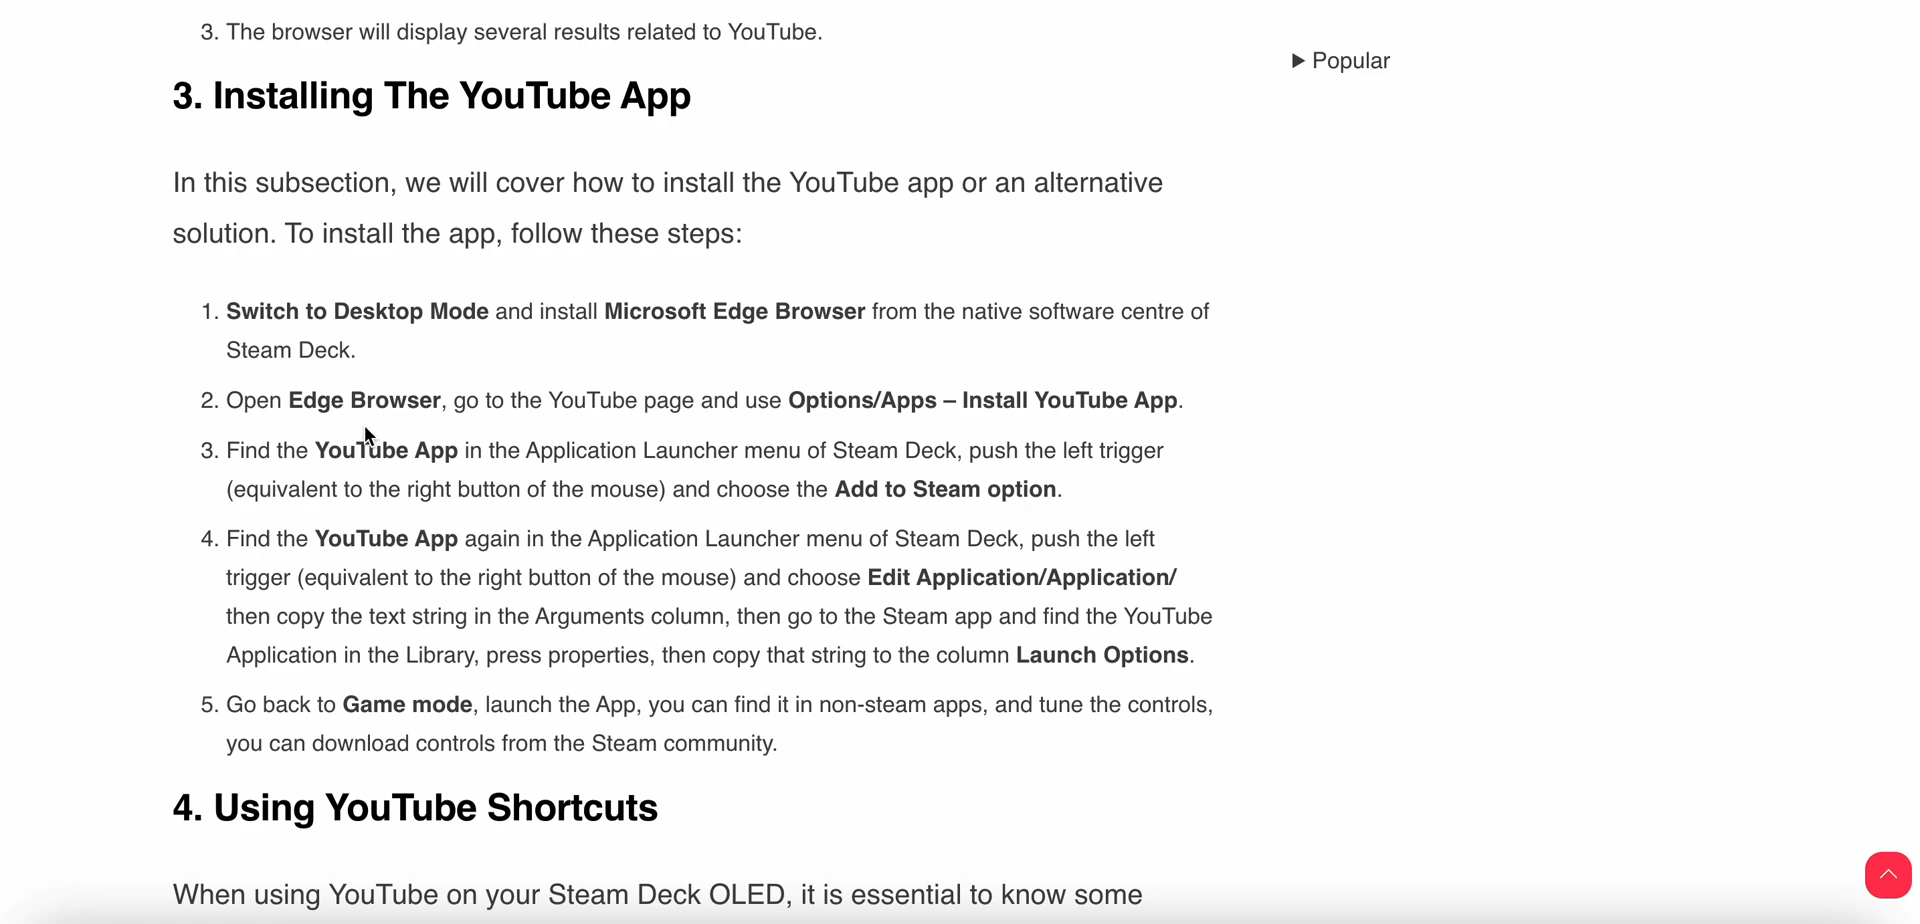 3. The browser will display several results related to YouTube.
▶ Popular
3. Installing The YouTube App
In this subsection, we will cover how to install the YouTube app or an alternative
solution. To install the app, follow these steps:
1. Switch to Desktop Mode and install Microsoft Edge Browser from the native software centre of
Steam Deck.
2. Open Edge Browser, go to the YouTube page and use Options/Apps – Install YouTube App.
3. Find the YouTube App in the Application Launcher menu of Steam Deck, push the left trigger
(equivalent to the right button of the mouse) and choose the Add to Steam option.
4. Find the YouTube App again in the Application Launcher menu of Steam Deck, push the left
trigger (equivalent to the right button of the mouse) and choose Edit Application/Application/
then copy the text string in the Arguments column, then go to the Steam app and find the YouTube
Application in the Library, press properties, then copy that string to the column Launch Options.
5. Go back to Game mode, launch the App, you can find it in non-steam apps, and tune the controls,
you can download controls from the Steam community.
4. Using YouTube Shortcuts
When using YouTube on your Steam Deck OLED, it is essential to know some